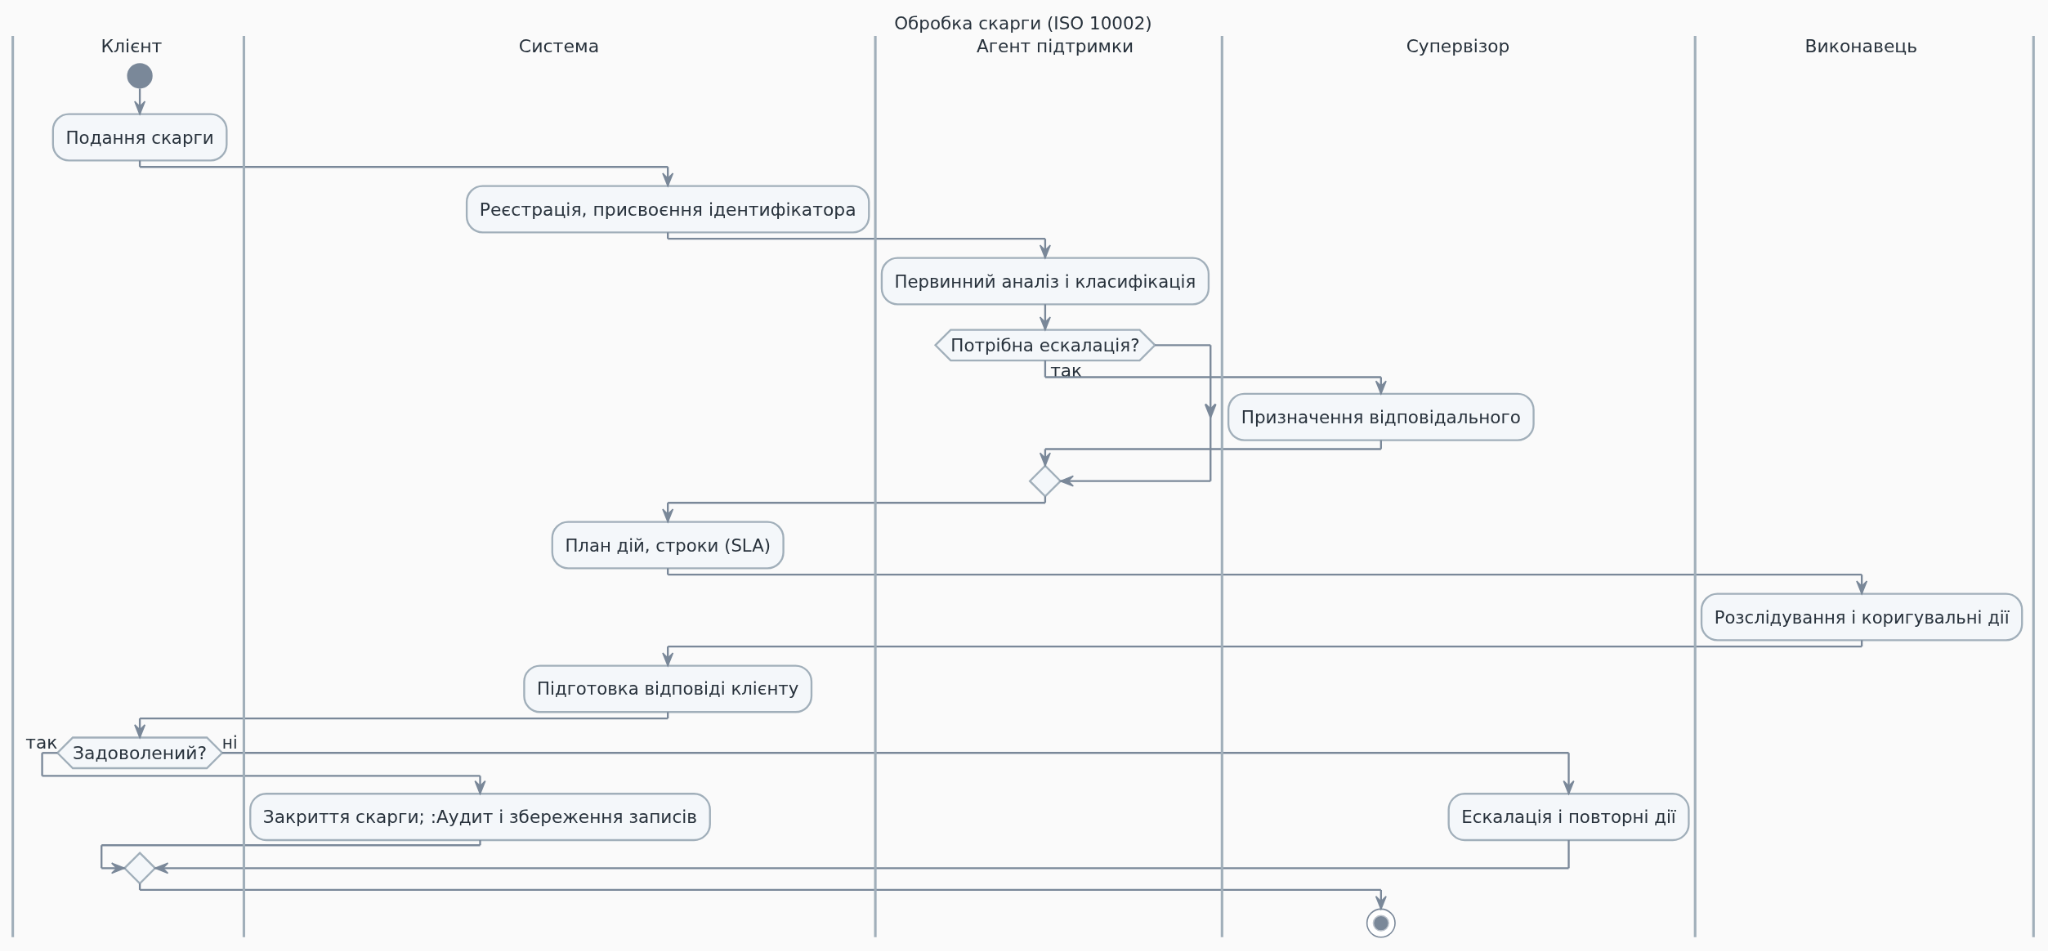 Обробка скарги (ISO 10002)
Клієнт
Система
Агент підтримки
Супервізор
Виконавець
Подання скарги
Реєстрація, присвоєння ідентифікатора
Первинний аналіз і класифікація
Потрібна ескалація?
так
Призначення відповідального
План дій, строки (SLA)
Розслідування і коригувальні дії
Підготовка відповіді клієнту
так
Задоволений?
ні
Закриття скарги; :Аудит і збереження записів
Ескалація і повторні дії